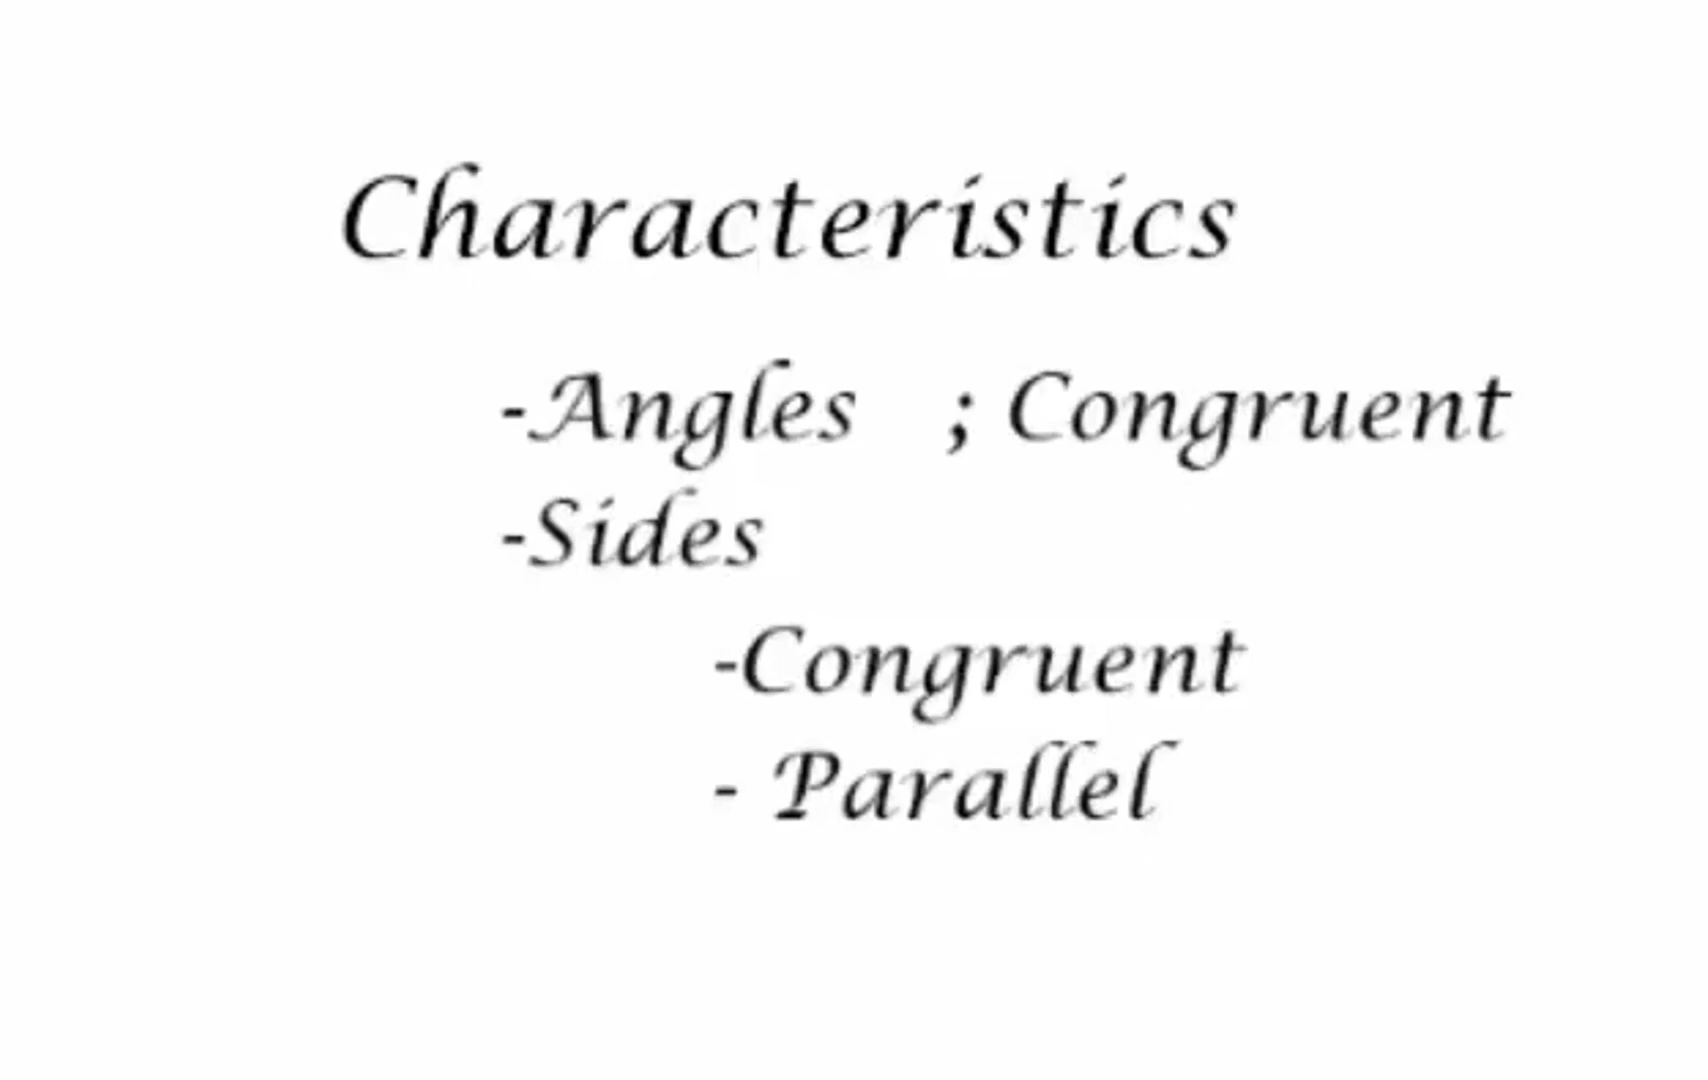 Characteristics
-Angles ; Congruent
-Sides
-Congruent
- Parallel